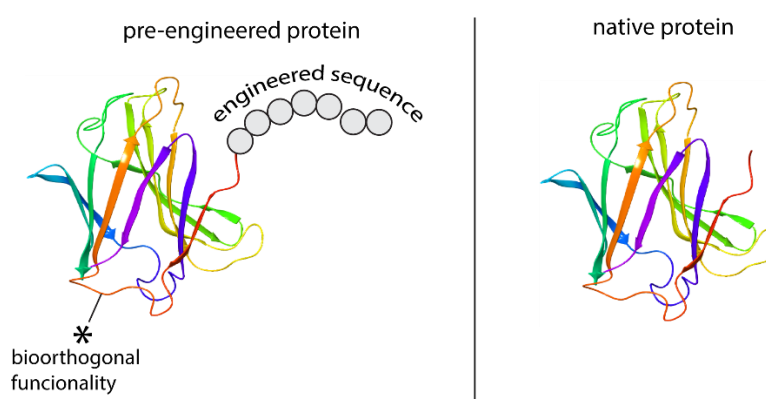 pre-engineered protein
native protein
engineered sequence
*
bioorthogonal
funcionality